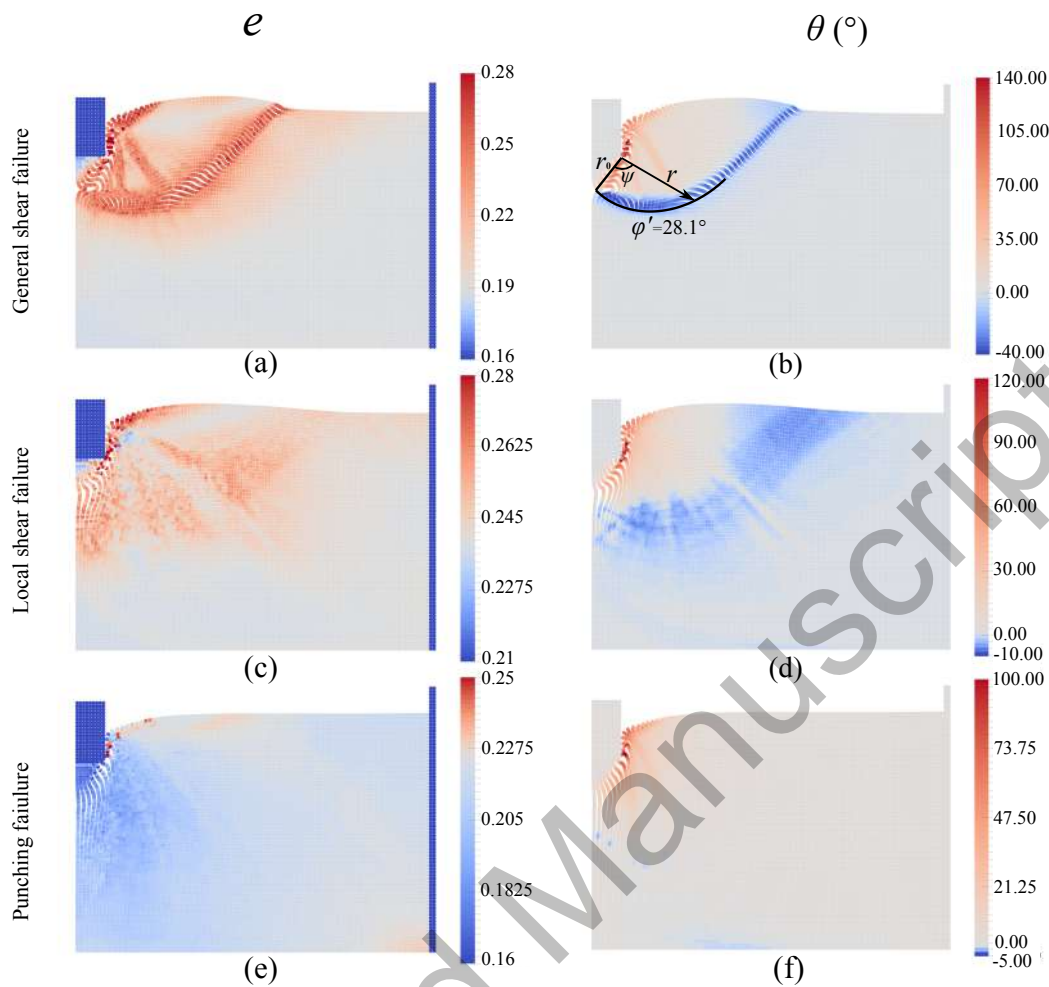 e
θ (°)
General shear failure
0.28
0.25
0.22
0.19
0.16
(a)
r₀
ψ
r
φ′=28.1°
140.00
105.00
70.00
35.00
0.00
-40.00
(b)
Local shear failure
0.28
0.2625
0.245
0.2275
0.21
(c)
120.00
90.00
60.00
30.00
0.00
-10.00
(d)
Punching faiulure
0.25
0.2275
0.205
0.1825
0.16
(e)
100.00
73.75
47.50
21.25
0.00
-5.00
(f)
d Manuscript